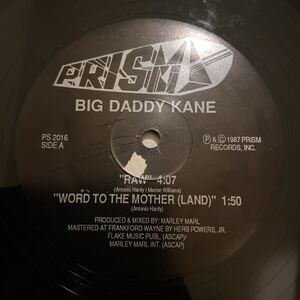 PRISM
BIG DADDY KANE
PS 2016
SIDE A
℗ & © 1987 PRISM
RECORDS, INC.
"RAW" 4:07
(Antonio Hardy / Marlon Williams)
"WORD TO THE MOTHER (LAND)" 1:50
(Antonio Hardy)
PRODUCED & MIXED BY: MARLEY MARL
MASTERED AT FRANKFORD WAYNE BY HERB POWERS, JR.
FLAKE MUSIC PUBL. (ASCAP)/
MARLEY MARL INT. (ASCAP)